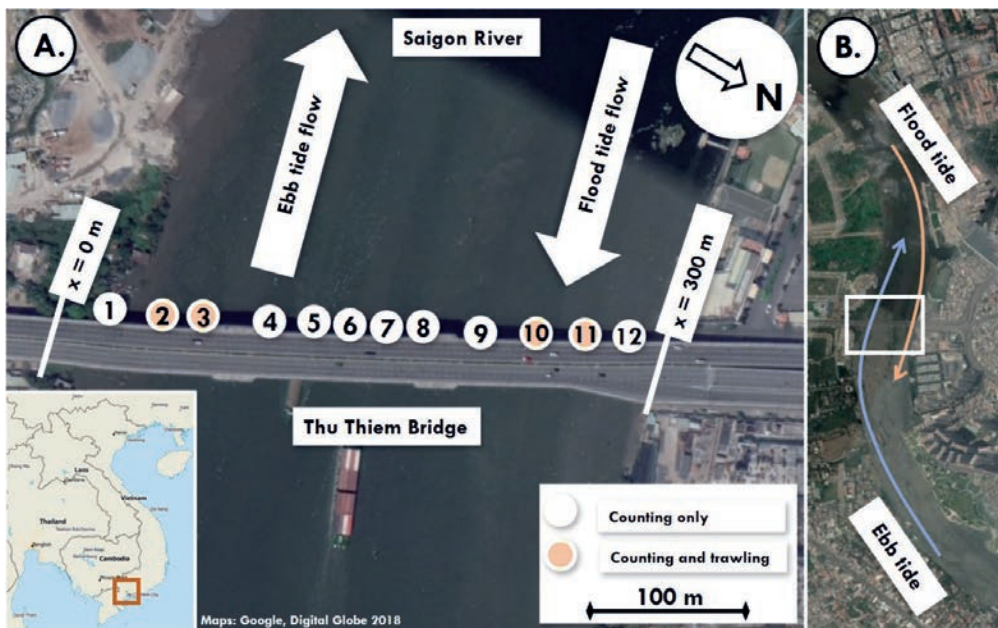 A.
Saigon River
N
Ebb tide flow
Flood tide flow
x = 0 m
x = 300 m
1 2 3 4 5 6 7 8 9 10 11 12
Thu Thiem Bridge
Laos
Vietnam
Thailand
Bangkok
Cambodia
Counting only
Counting and trawling
100 m
Maps: Google, Digital Globe 2018
B.
Flood tide
Ebb tide